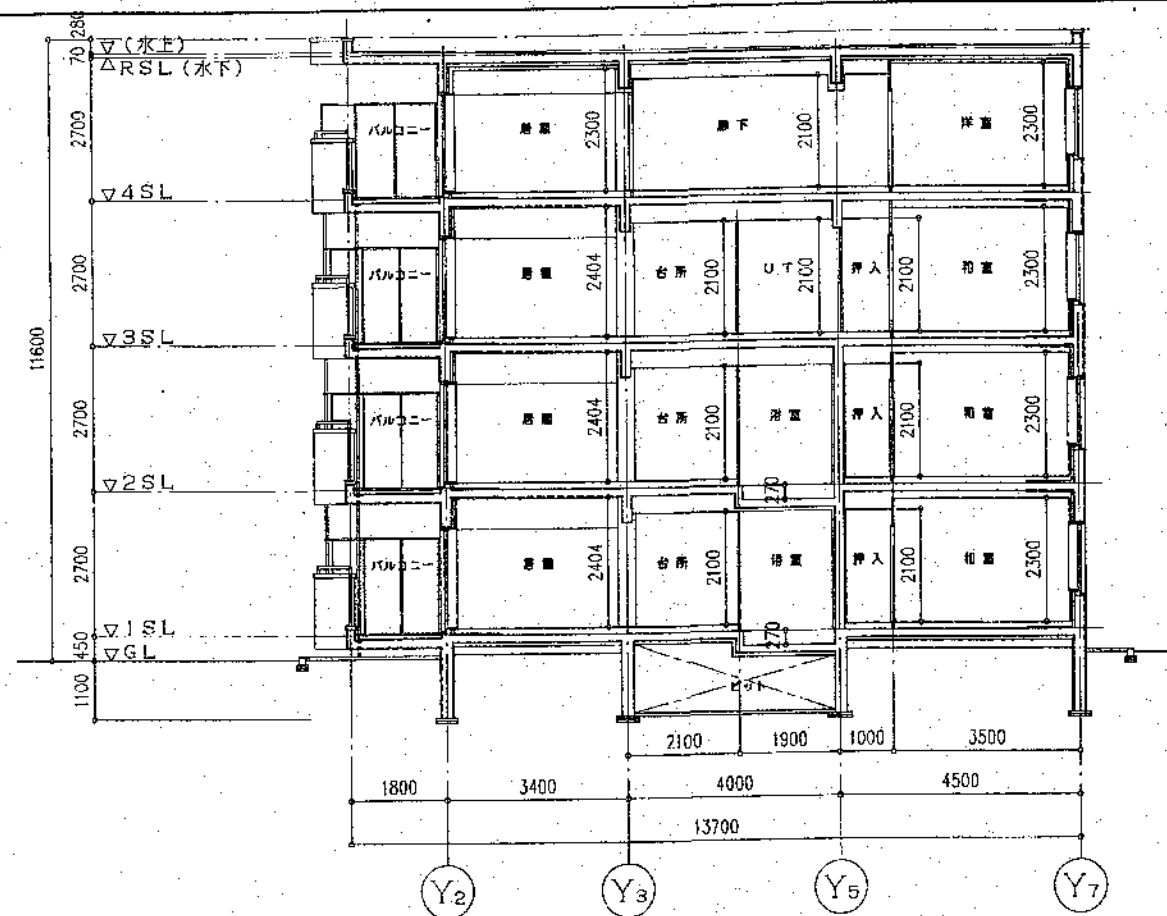 280
▽(水上)
70
△RSL(水下)
2700
バルコニー
2300
廊下
2100
洋室
2300
▽4SL
2700
バルコニー
居間
2404
台所
2100
2100
押入
2100
和室
2300
11600
▽3SL
2700
バルコニー
居間
2404
台所
2100
浴室
押入
2100
和室
2300
▽2SL
270
2700
バルコニー
居間
2404
台所
2100
浴室
押入
2100
和室
2300
▽1SL
450
270
▽GL
1100
ピット
2100
1900
1000
3500
1800
3400
4000
4500
13700
Y2
Y3
Y5
Y7